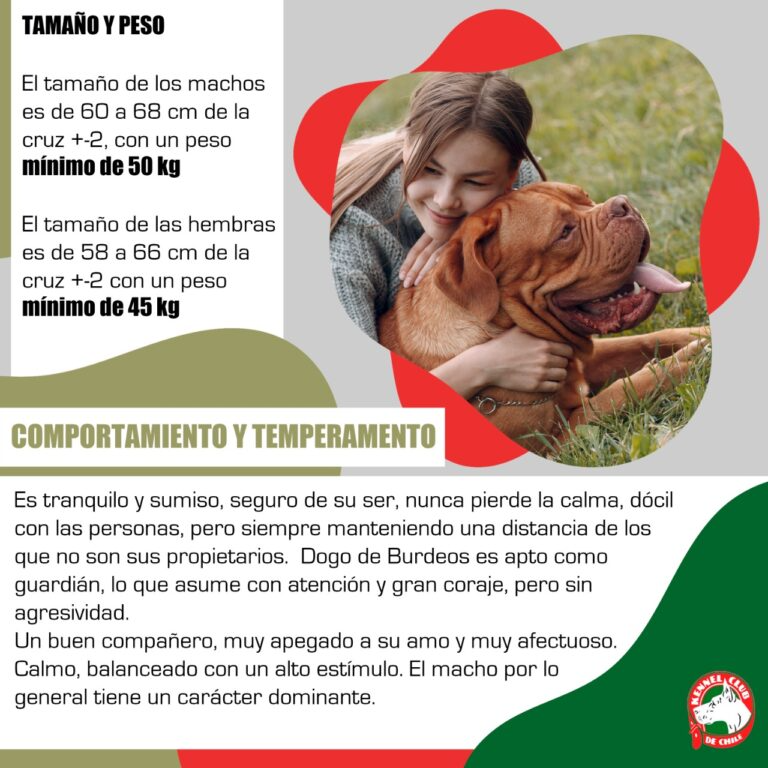 TAMAÑO Y PESO
El tamaño de los machos
es de 60 a 68 cm de la
cruz +-2, con un peso
mínimo de 50 kg
El tamaño de las hembras
es de 58 a 66 cm de la
cruz +-2 con un peso
mínimo de 45 kg
COMPORTAMIENTO Y TEMPERAMENTO
Es tranquilo y sumiso, seguro de su ser, nunca pierde la calma, dócil
con las personas, pero siempre manteniendo una distancia de los
que no son sus propietarios. Dogo de Burdeos es apto como
guardián, lo que asume con atención y gran coraje, pero sin
agresividad.
Un buen compañero, muy apegado a su amo y muy afectuoso.
Calmo, balanceado con un alto estímulo. El macho por lo
general tiene un carácter dominante.
KENNEL CLUB
DE CHILE